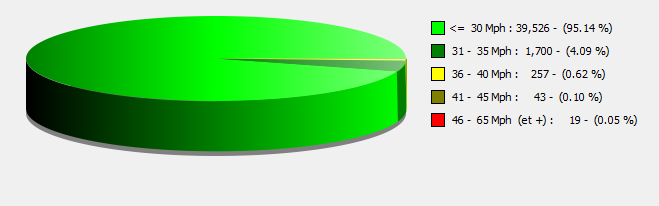 <= 30 Mph : 39,526 - (95.14 %)
31 - 35 Mph : 1,700 - (4.09 %)
36 - 40 Mph : 257 - (0.62 %)
41 - 45 Mph : 43 - (0.10 %)
46 - 65 Mph (et +) : 19 - (0.05 %)